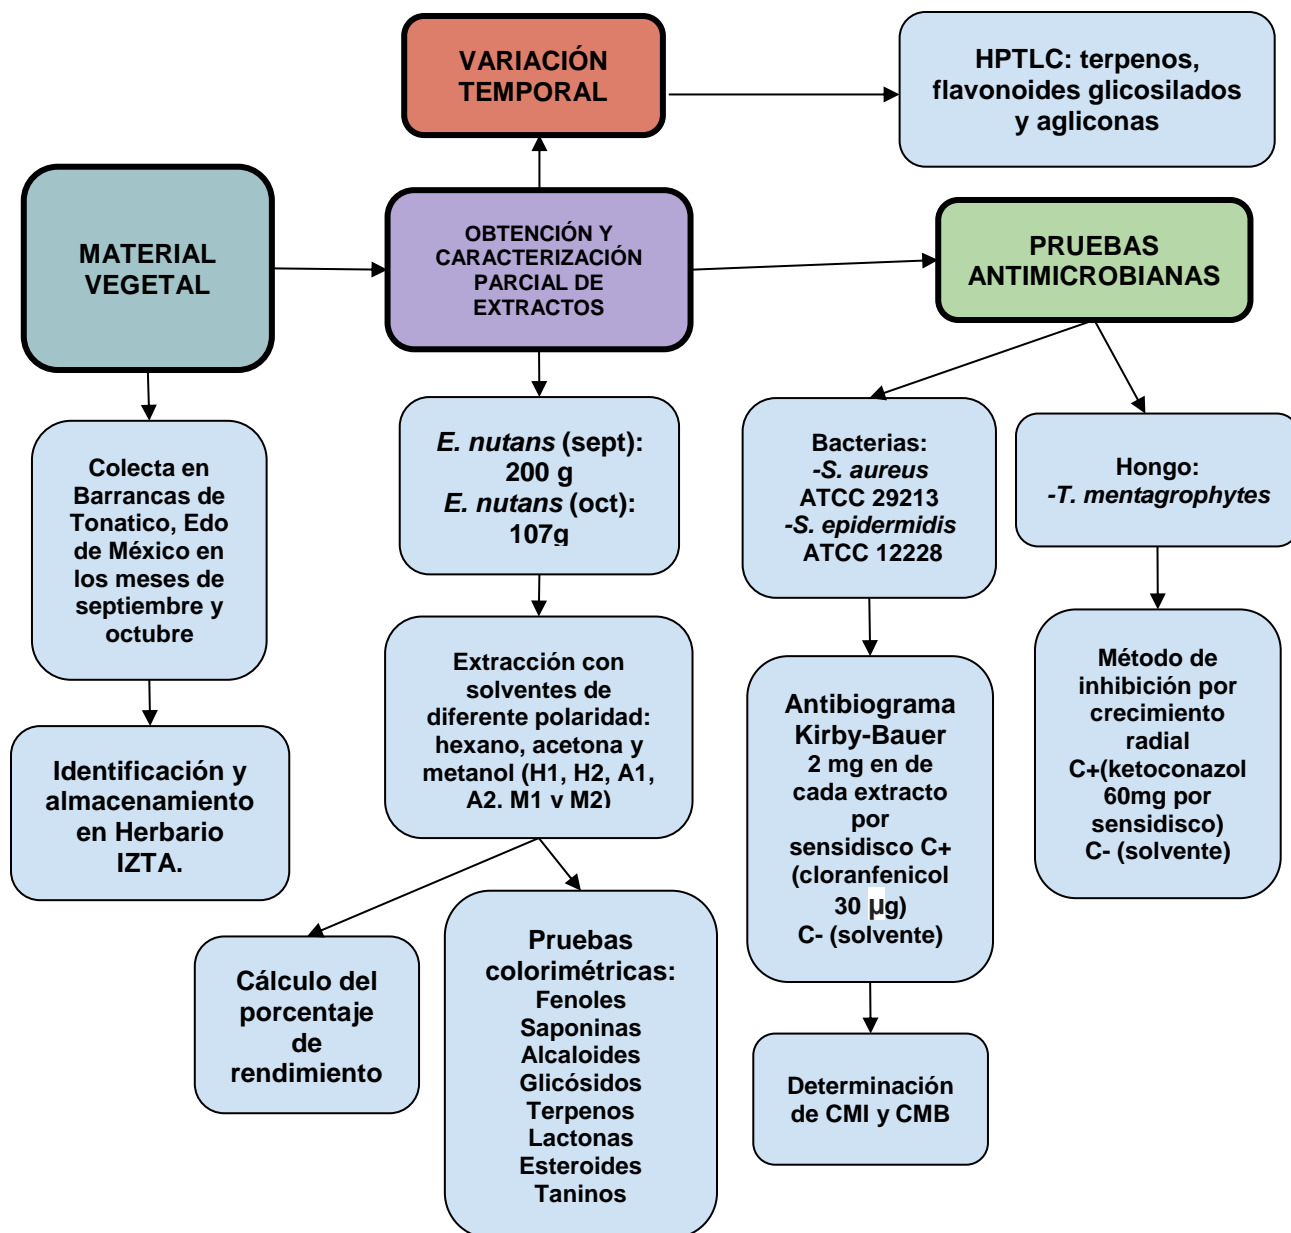 VARIACIÓN
TEMPORAL
HPTLC: terpenos,
flavonoides glicosilados
y agliconas
MATERIAL
VEGETAL
OBTENCIÓN Y
CARACTERIZACIÓN
PARCIAL DE
EXTRACTOS
PRUEBAS
ANTIMICROBIANAS
Colecta en
Barrancas de
Tonatico, Edo
de México en
los meses de
septiembre y
octubre
Identificación y
almacenamiento
en Herbario
IZTA.
E. nutans (sept):
200 g
E. nutans (oct):
107g
Extracción con
solventes de
diferente polaridad:
hexano, acetona y
metanol (H1, H2, A1,
A2, M1 y M2)
Cálculo del
porcentaje
de
rendimiento
Pruebas
colorimétricas:
Fenoles
Saponinas
Alcaloides
Glicósidos
Terpenos
Lactonas
Esteroides
Taninos
Bacterias:
-S. aureus
ATCC 29213
-S. epidermidis
ATCC 12228
Antibiograma
Kirby-Bauer
2 mg en de
cada extracto
por
sensidisco C+
(cloranfenicol
30 µg)
C- (solvente)
Determinación
de CMI y CMB
Hongo:
-T. mentagrophytes
Método de
inhibición por
crecimiento
radial
C+(ketoconazol
60mg por
sensidisco)
C- (solvente)